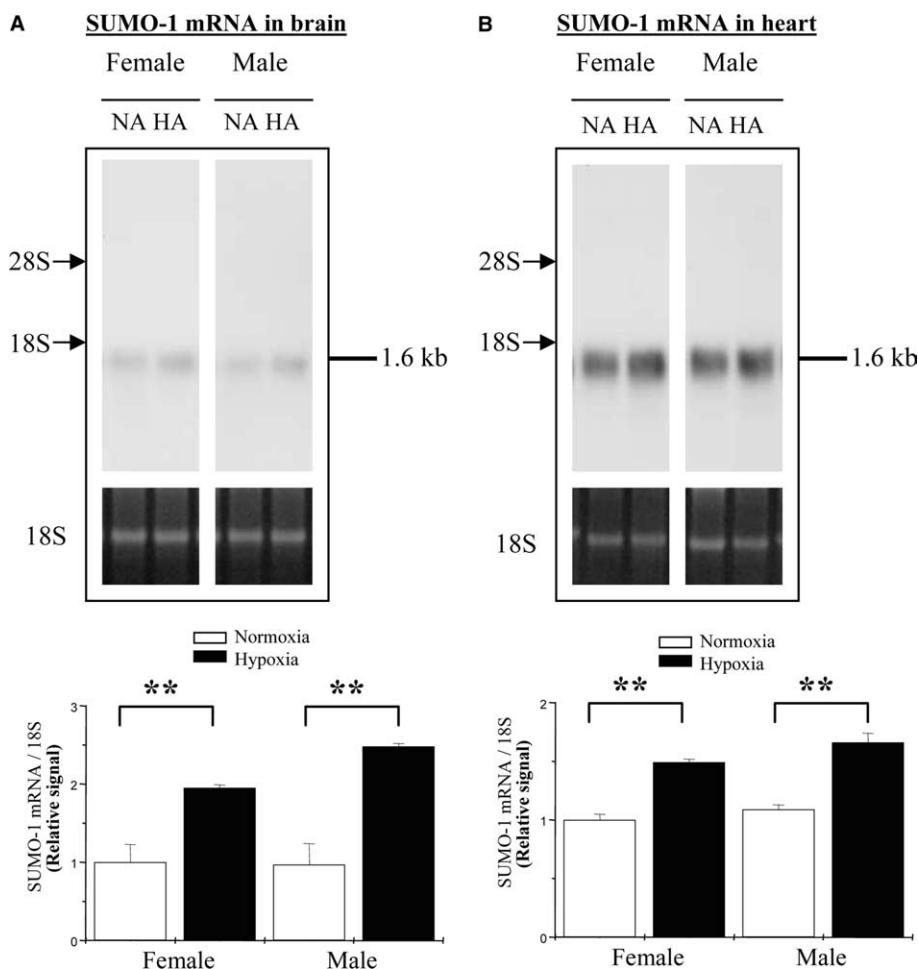 A
SUMO-1 mRNA in brain
Female Male
NA HA NA HA
28S
18S
1.6 kb
18S
Normoxia
Hypoxia
** **
SUMO-1 mRNA / 18S
(Relative signal)
3
2
1
0
Female Male
B
SUMO-1 mRNA in heart
Female Male
NA HA NA HA
28S
18S
1.6 kb
18S
Normoxia
Hypoxia
** **
SUMO-1 mRNA / 18S
(Relative signal)
2
1
0
Female Male